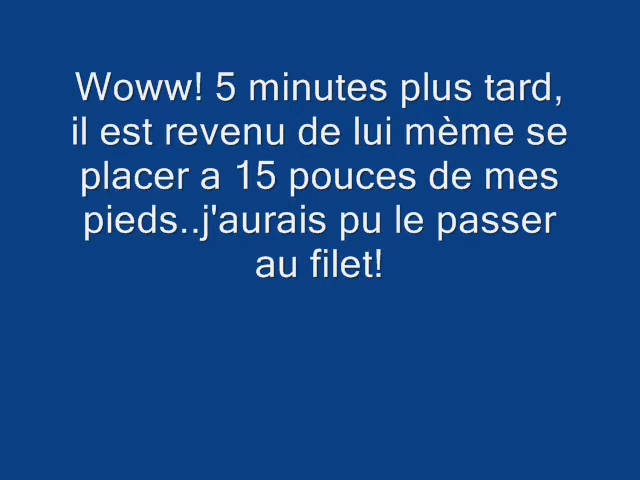 Woww! 5 minutes plus tard,
il est revenu de lui mème se
placer a 15 pouces de mes
pieds..j'aurais pu le passer
au filet!